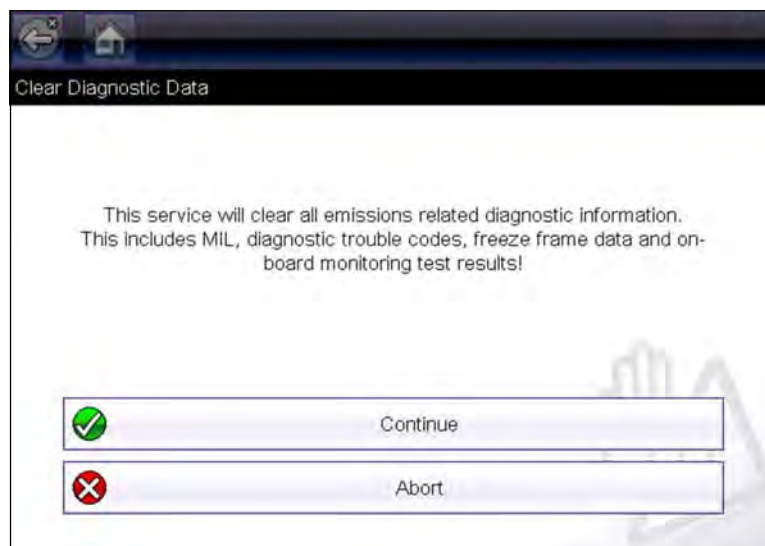 Clear Diagnostic Data
This service will clear all emissions related diagnostic information.
This includes MIL, diagnostic trouble codes, freeze frame data and on-
board monitoring test results!
Continue
Abort